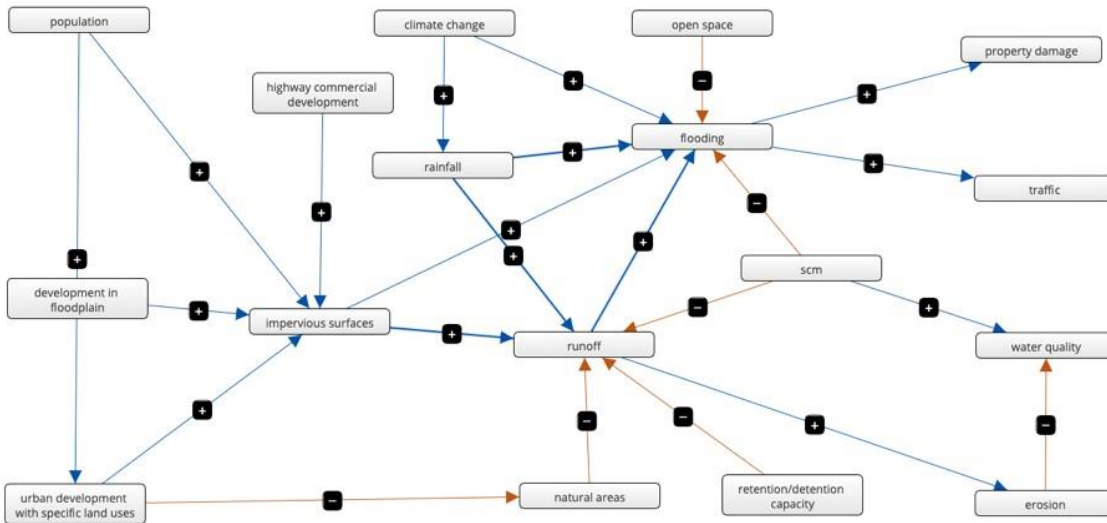 population
climate change
open space
property damage
highway commercial
development
flooding
rainfall
traffic
scm
development in
floodplain
impervious surfaces
runoff
water quality
urban development
with specific land uses
natural areas
retention/detention
capacity
erosion
+
+
+
−
+
+
+
+
+
−
+
+
+
+
+
−
+
+
+
−
−
+
−
−